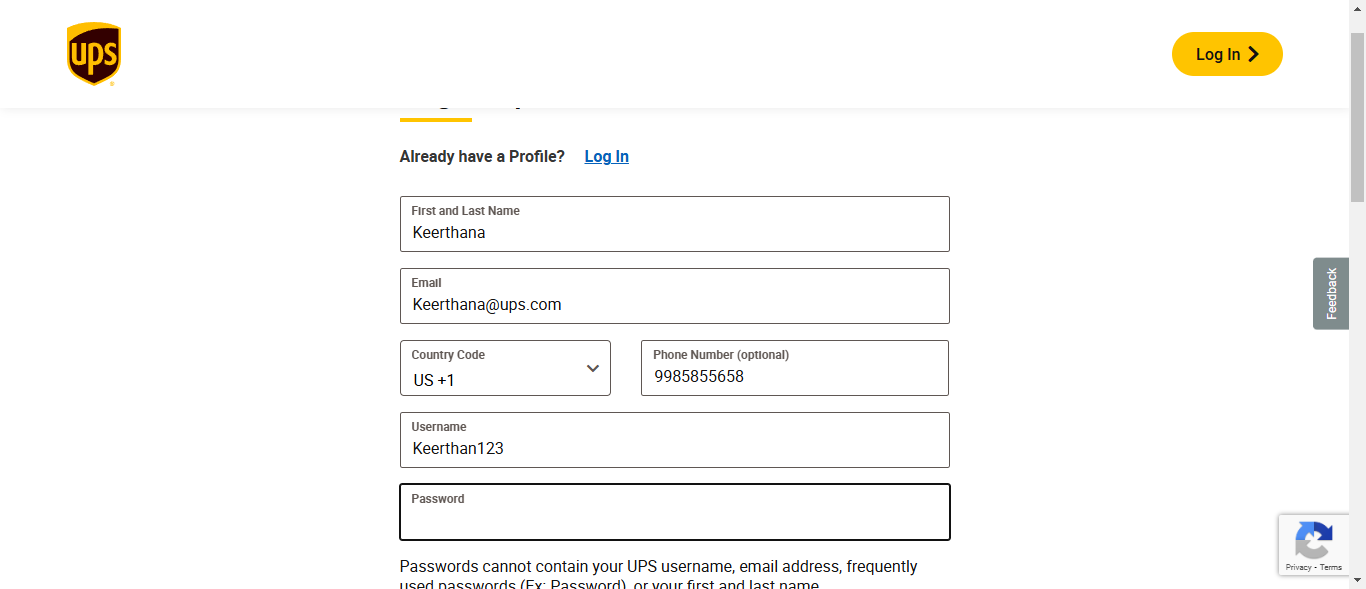 ups
Log In
Already have a Profile? Log In
First and Last Name
Keerthana
Email
Keerthana@ups.com
Country Code
US +1
Phone Number (optional)
9985855658
Username
Keerthan123
Password
Passwords cannot contain your UPS username, email address, frequently
used passwords (Ex: Password), or your first and last name
Feedback
Privacy - Terms